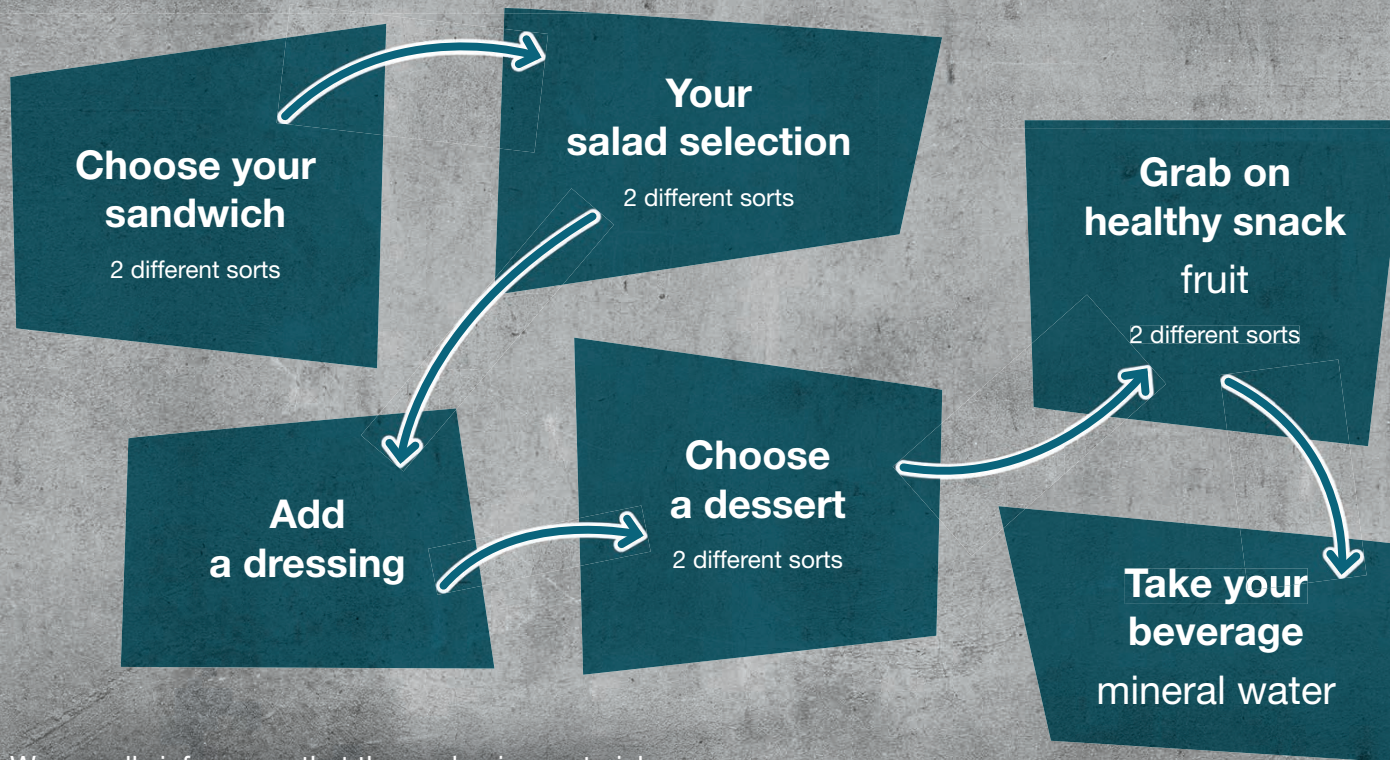 Choose your
sandwich
2 different sorts
Your
salad selection
2 different sorts
Add
a dressing
Choose
a dessert
2 different sorts
Grab on
healthy snack
fruit
2 different sorts
Take your
beverage
mineral water